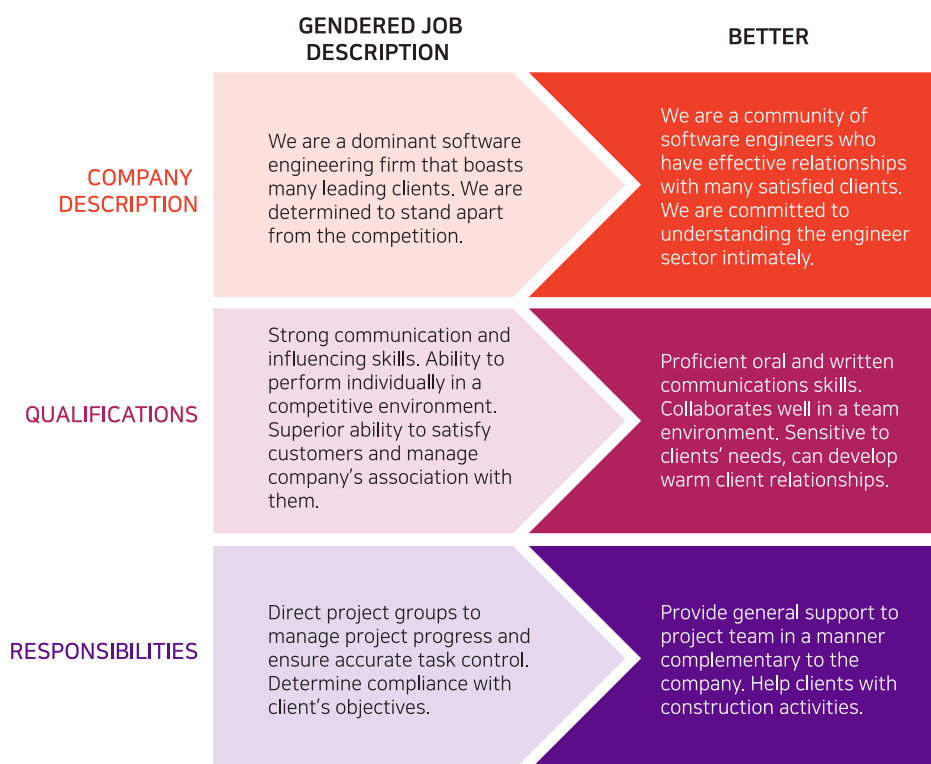 GENDERED JOB
DESCRIPTION
BETTER
COMPANY
DESCRIPTION
We are a dominant software
engineering firm that boasts
many leading clients. We are
determined to stand apart
from the competition.
We are a community of
software engineers who
have effective relationships
with many satisfied clients.
We are committed to
understanding the engineer
sector intimately.
QUALIFICATIONS
Strong communication and
influencing skills. Ability to
perform individually in a
competitive environment.
Superior ability to satisfy
customers and manage
company's association with
them.
Proficient oral and written
communications skills.
Collaborates well in a team
environment. Sensitive to
clients' needs, can develop
warm client relationships.
RESPONSIBILITIES
Direct project groups to
manage project progress and
ensure accurate task control.
Determine compliance with
client's objectives.
Provide general support to
project team in a manner
complementary to the
company. Help clients with
construction activities.